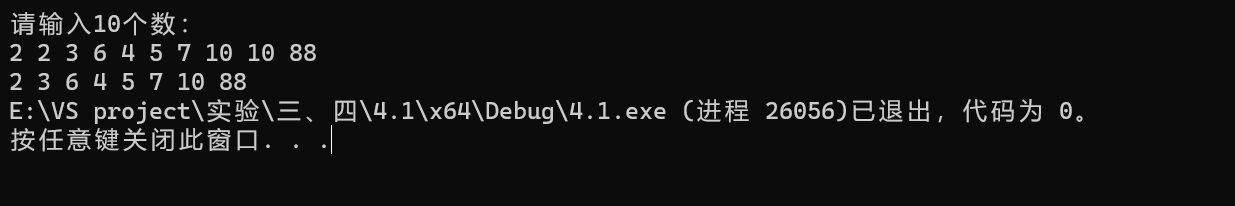 请输入10个数：
2 2 3 6 4 5 7 10 10 88
2 3 6 4 5 7 10 88
E:\VS project\实验\三、四\4.1\x64\Debug\4.1.exe (进程 26056)已退出，代码为 0。
按任意键关闭此窗口. . .